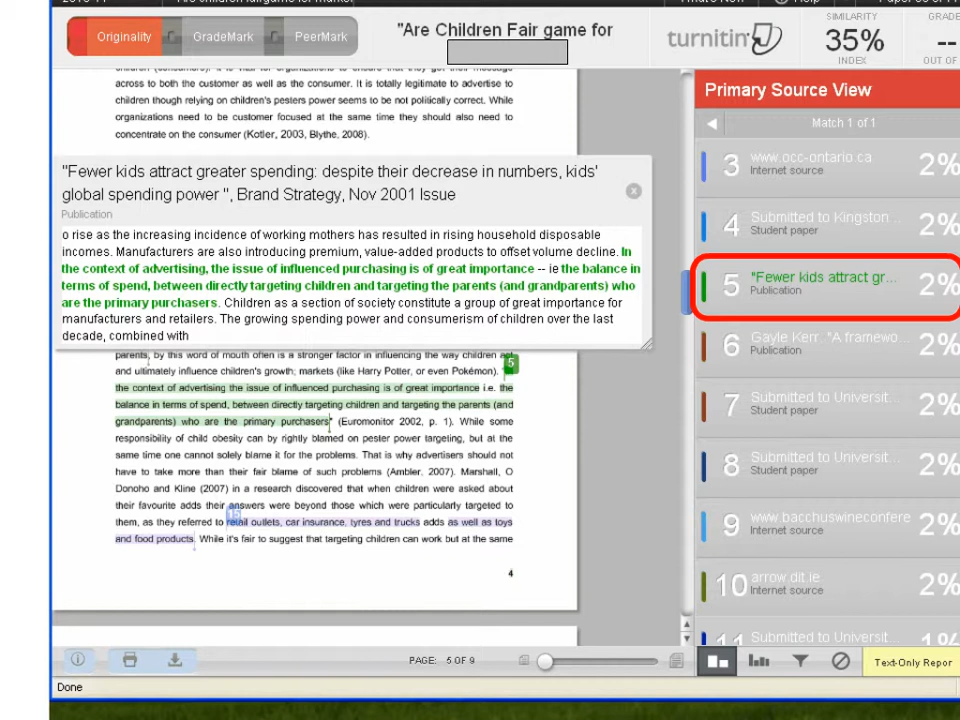 Originality
GradeMark
PeerMark
"Are Children Fair game for
turnitin
SIMILARITY
35%
INDEX
GRADE
--
OUT OF
across to both the customer as well as the consumer. It is totally legitimate to advertise to
children though relying on children's pesters power seems to be not politically correct. While
organizations need to be customer focused at the same time they should also need to
concentrate on the consumer (Kotler, 2003, Blythe, 2008).
"Fewer kids attract greater spending: despite their decrease in numbers, kids'
global spending power ", Brand Strategy, Nov 2001 Issue
Publication
o rise as the increasing incidence of working mothers has resulted in rising household disposable
incomes. Manufacturers are also introducing premium, value-added products to offset volume decline. In
the context of advertising, the issue of influenced purchasing is of great importance -- ie the balance in
terms of spend, between directly targeting children and targeting the parents (and grandparents) who
are the primary purchasers. Children as a section of society constitute a group of great importance for
manufacturers and retailers. The growing spending power and consumerism of children over the last
decade, combined with
parents, by this word of mouth often is a stronger factor in influencing the way children act
and ultimately influence children's growth; markets (like Harry Potter, or even Pokémon).
5
the context of advertising the issue of influenced purchasing is of great importance i.e. the
balance in terms of spend, between directly targeting children and targeting the parents (and
grandparents) who are the primary purchasers" (Euromonitor 2002, p. 1). While some
responsibility of child obesity can by rightly blamed on pester power targeting, but at the
same time one cannot solely blame it for the problems. That is why advertisers should not
have to take more than their fair blame of such problems (Ambler, 2007). Marshall, O
Donoho and Kline (2007) in a research discovered that when children were asked about
their favourite adds their answers were beyond those which were particularly targeted to
15
them, as they referred to retail outlets, car insurance, tyres and trucks adds as well as toys
and food products. While it's fair to suggest that targeting children can work but at the same
4
Primary Source View
Match 1 of 1
3 www.occ-ontario.ca 2%
Internet source
4 Submitted to Kingston ... 2%
Student paper
5 "Fewer kids attract gr... 2%
Publication
6 Gayle Kerr. "A framewo... 2%
Publication
7 Submitted to Universit... 2%
Student paper
8 Submitted to Universit... 2%
Student paper
9 www.bacchuswineconfere 2%
Internet source
10 arrow.dit.ie 2%
Internet source
11 Submitted to Universit... 1%
PAGE: 5 OF 9
Text-Only Repor
Done